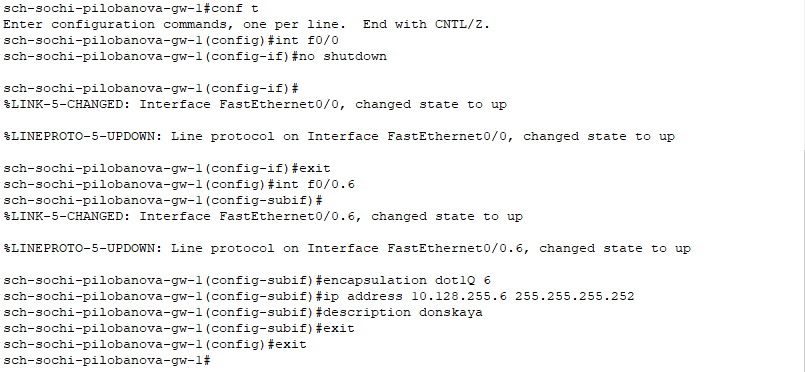 sch-sochi-pilobanova-gw-1#conf t
Enter configuration commands, one per line.  End with CNTL/Z.
sch-sochi-pilobanova-gw-1(config)#int f0/0
sch-sochi-pilobanova-gw-1(config-if)#no shutdown
sch-sochi-pilobanova-gw-1(config-if)#
%LINK-5-CHANGED: Interface FastEthernet0/0, changed state to up
%LINEPROTO-5-UPDOWN: Line protocol on Interface FastEthernet0/0, changed state to up
sch-sochi-pilobanova-gw-1(config-if)#exit
sch-sochi-pilobanova-gw-1(config)#int f0/0.6
sch-sochi-pilobanova-gw-1(config-subif)#
%LINK-5-CHANGED: Interface FastEthernet0/0.6, changed state to up
%LINEPROTO-5-UPDOWN: Line protocol on Interface FastEthernet0/0.6, changed state to up
sch-sochi-pilobanova-gw-1(config-subif)#encapsulation dot1Q 6
sch-sochi-pilobanova-gw-1(config-subif)#ip address 10.128.255.6 255.255.255.252
sch-sochi-pilobanova-gw-1(config-subif)#description donskaya
sch-sochi-pilobanova-gw-1(config-subif)#exit
sch-sochi-pilobanova-gw-1(config)#exit
sch-sochi-pilobanova-gw-1#